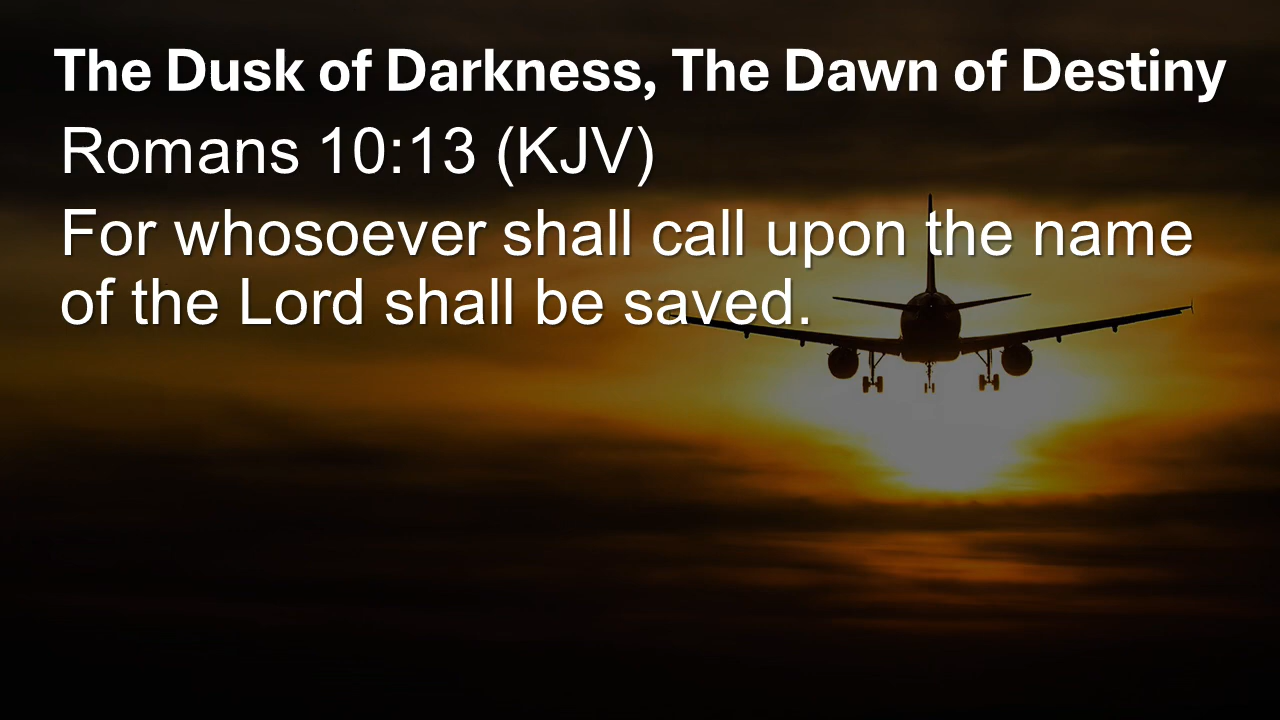 The Dusk of Darkness, The Dawn of Destiny
Romans 10:13 (KJV)
For whosoever shall call upon the name
of the Lord shall be saved.